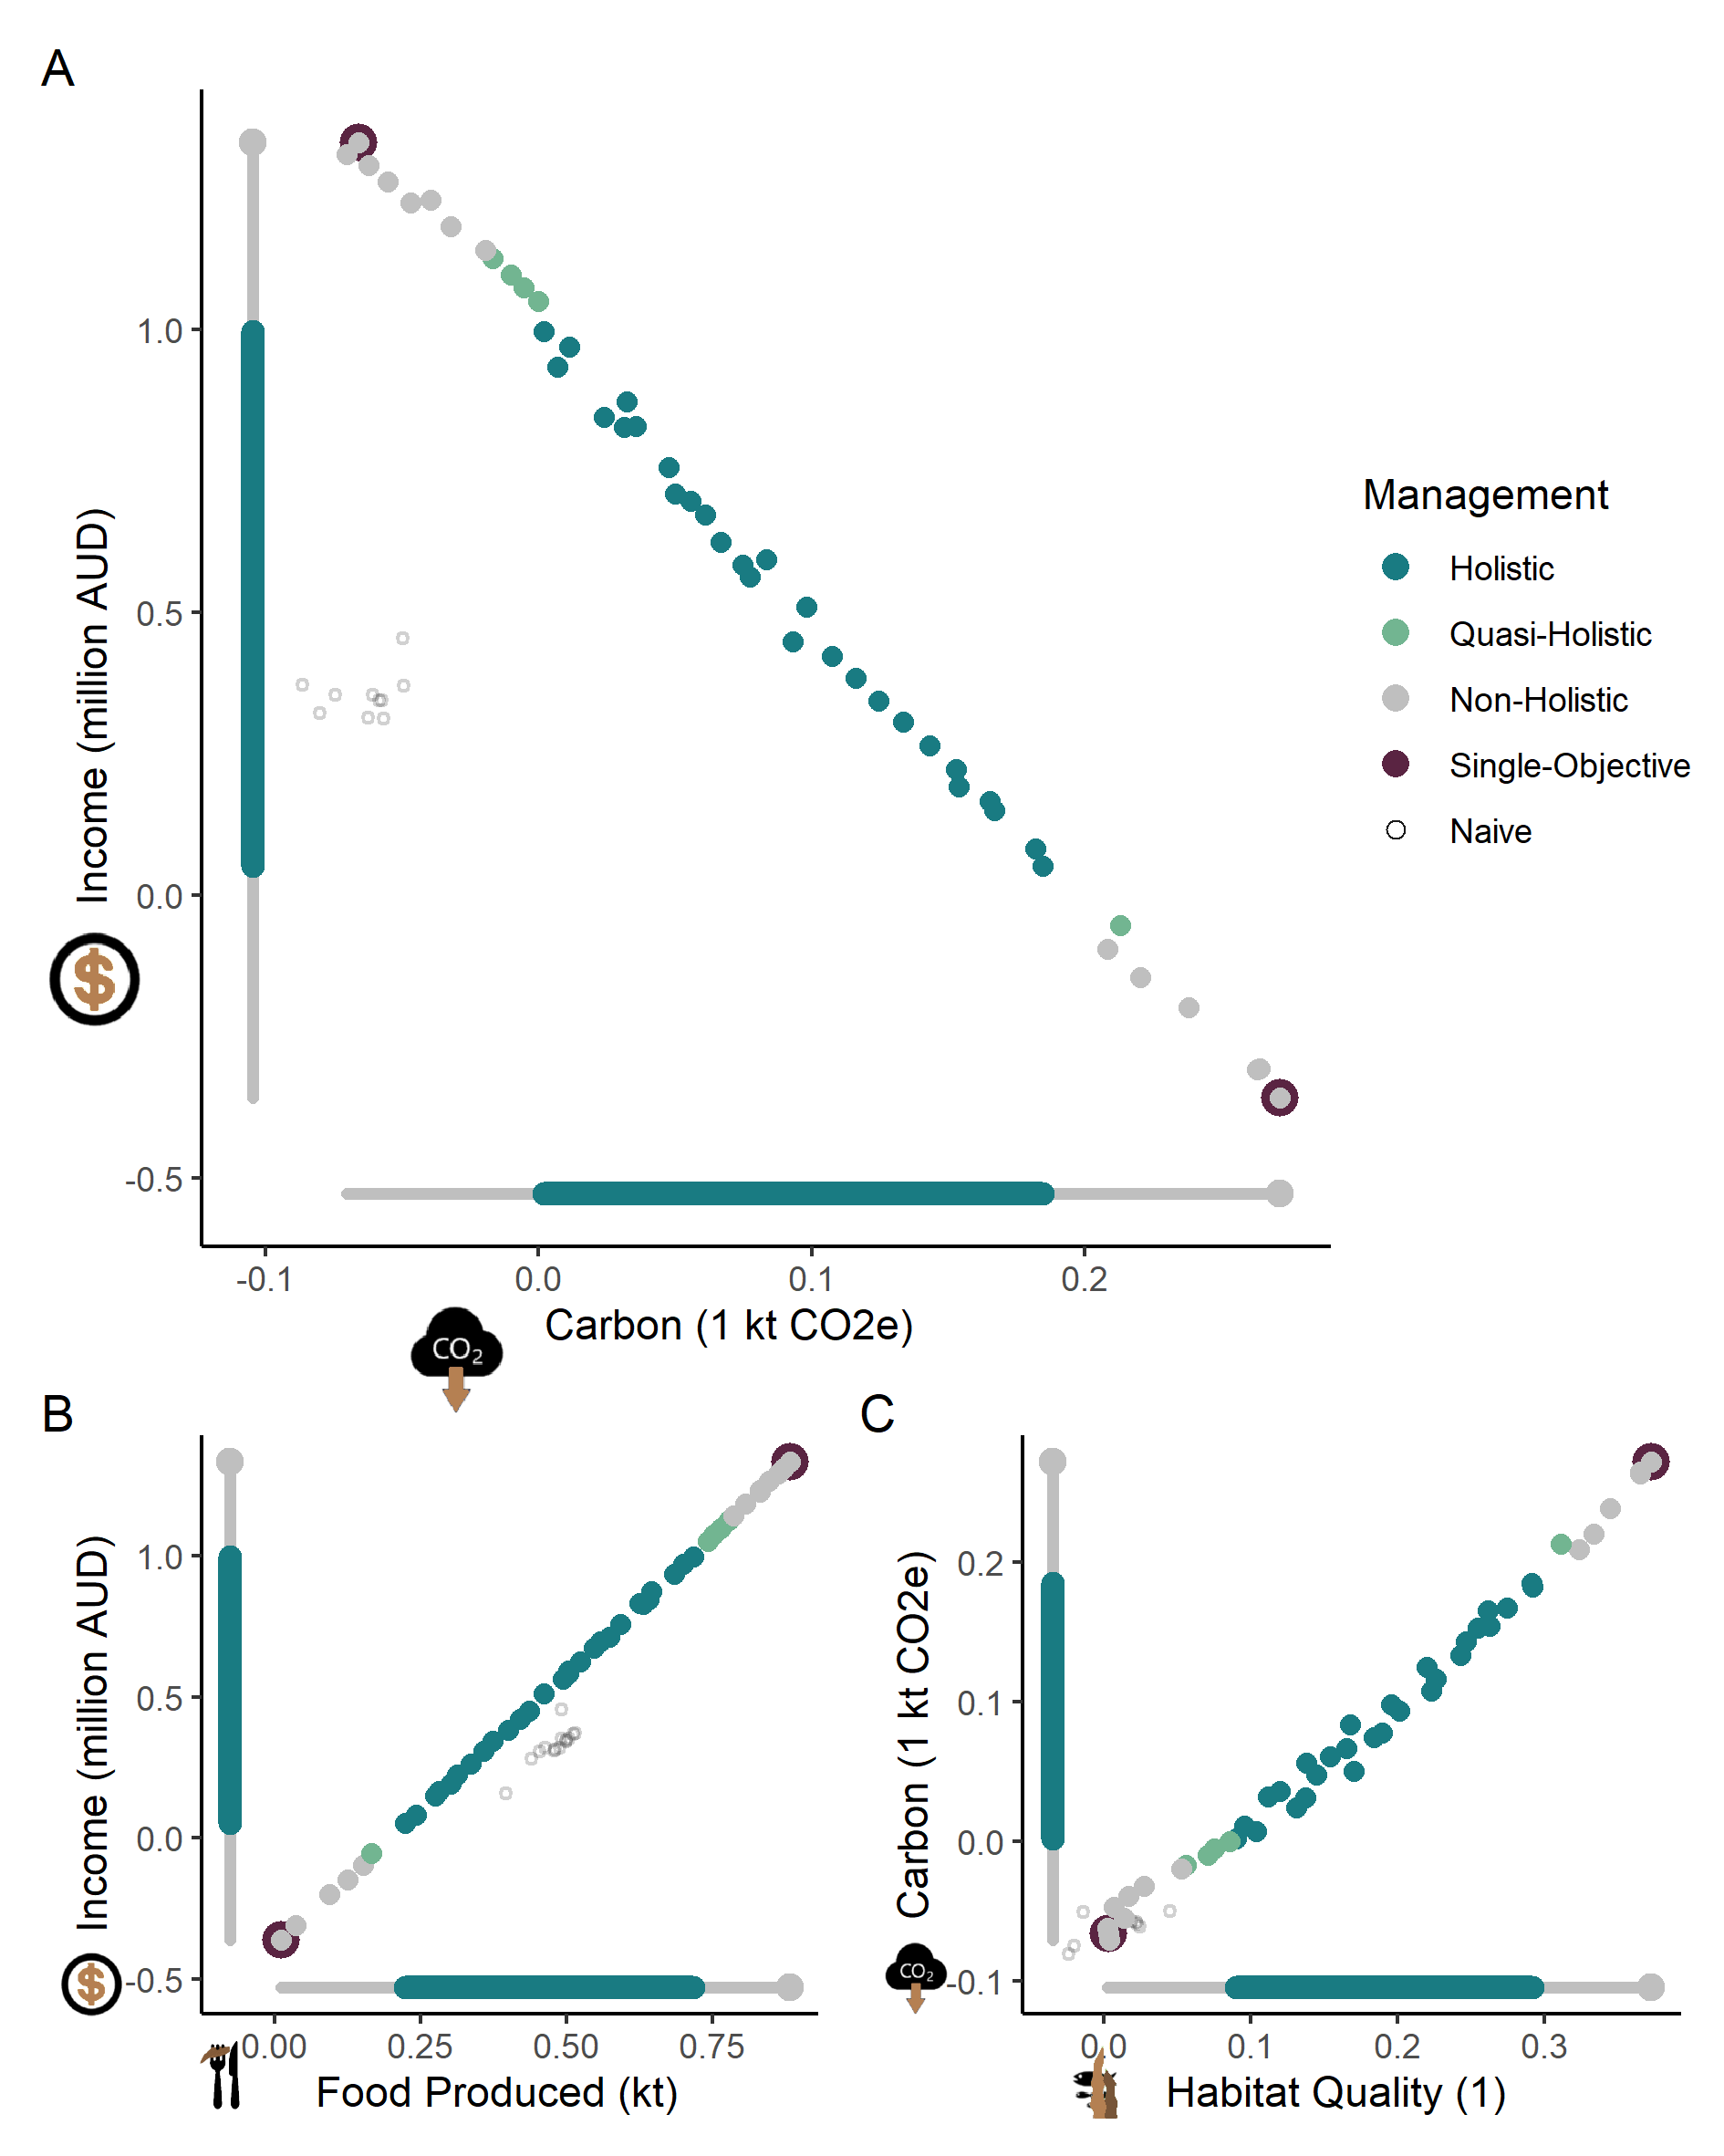 A
Income (million AUD)
1.0
0.5
0.0
-0.5
$
-0.1 0.0 0.1 0.2
Carbon (1 kt CO2e)
CO2
Management
Holistic
Quasi-Holistic
Non-Holistic
Single-Objective
Naive
B
Income (million AUD)
1.0
0.5
0.0
-0.5
$
0.00 0.25 0.50 0.75
Food Produced (kt)
C
Carbon (1 kt CO2e)
0.2
0.1
0.0
-0.1
CO2
0.0 0.1 0.2 0.3
Habitat Quality (1)